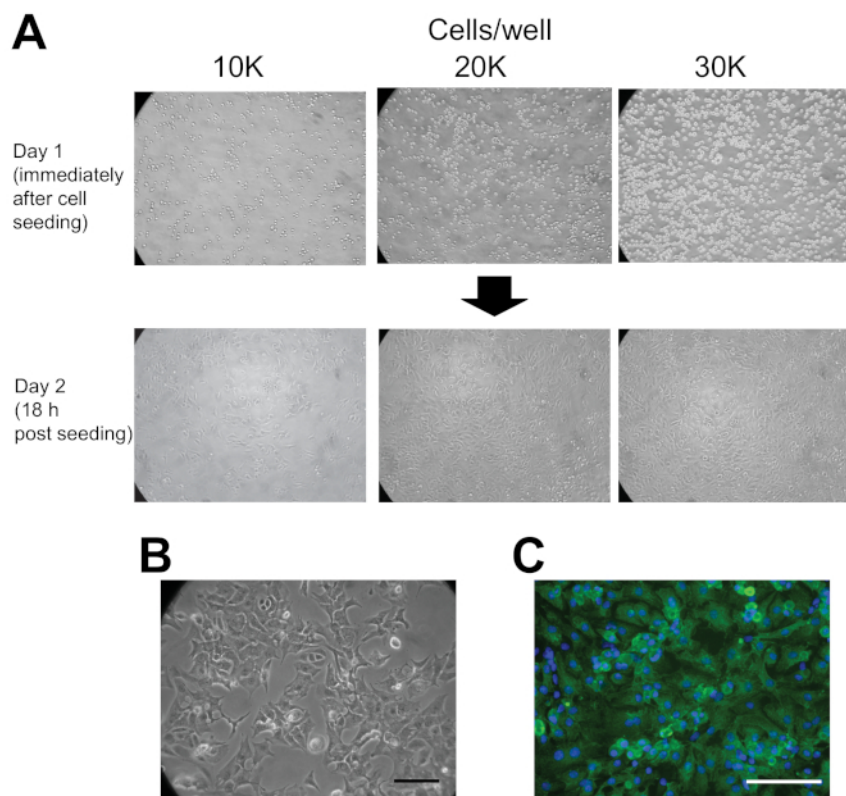 A
Cells/well
10K 20K 30K
Day 1
(immediately
after cell
seeding)
Day 2
(18 h
post seeding)
B
C